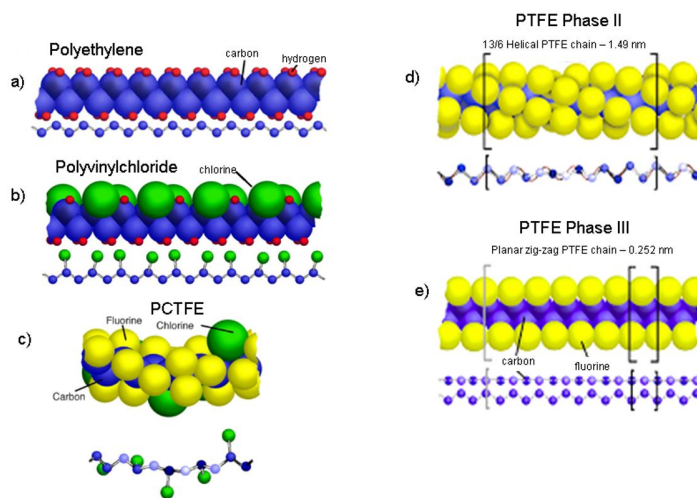 Polyethylene
carbon
hydrogen
a)
Polyvinylchloride
chlorine
b)
PCTFE
Fluorine
Chlorine
c)
Carbon
PTFE Phase II
13/6 Helical PTFE chain – 1.49 nm
d)
PTFE Phase III
Planar zig-zag PTFE chain – 0.252 nm
e)
carbon
fluorine